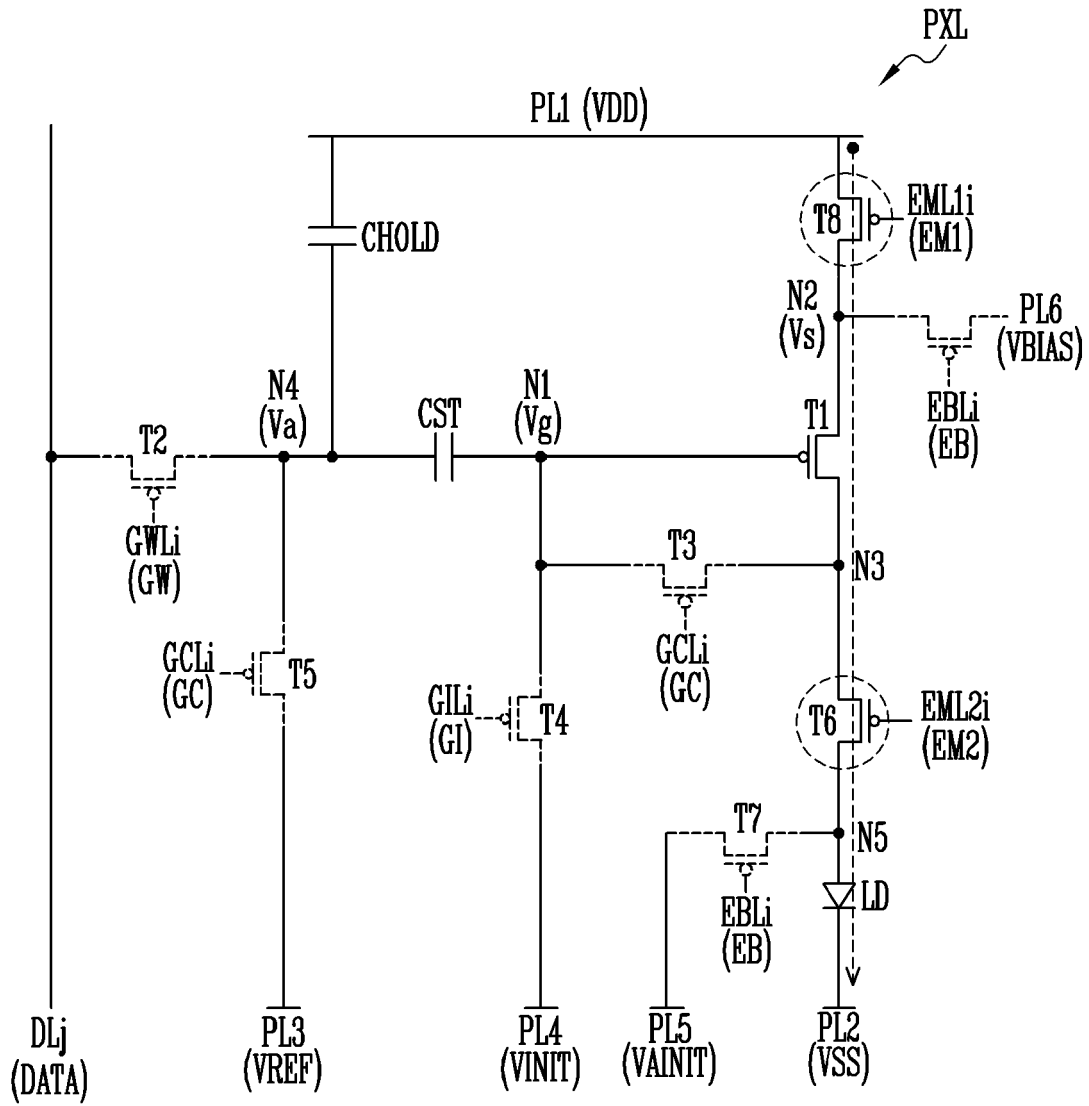 PXL
PL1 (VDD)
EML1i
(EM1)
T8
CHOLD
N2
(Vs)
PL6
(VBIAS)
N4
(Va)
CST
N1
(Vg)
T1
EBLi
(EB)
T2
GWLi
(GW)
T3
N3
GCLi
(GC)
T5
GCLi
(GC)
GILi
(GI)
T4
T6
EML2i
(EM2)
T7
N5
EBLi
(EB)
LD
DLj
(DATA)
PL3
(VREF)
PL4
(VINIT)
PL5
(VAINIT)
PL2
(VSS)